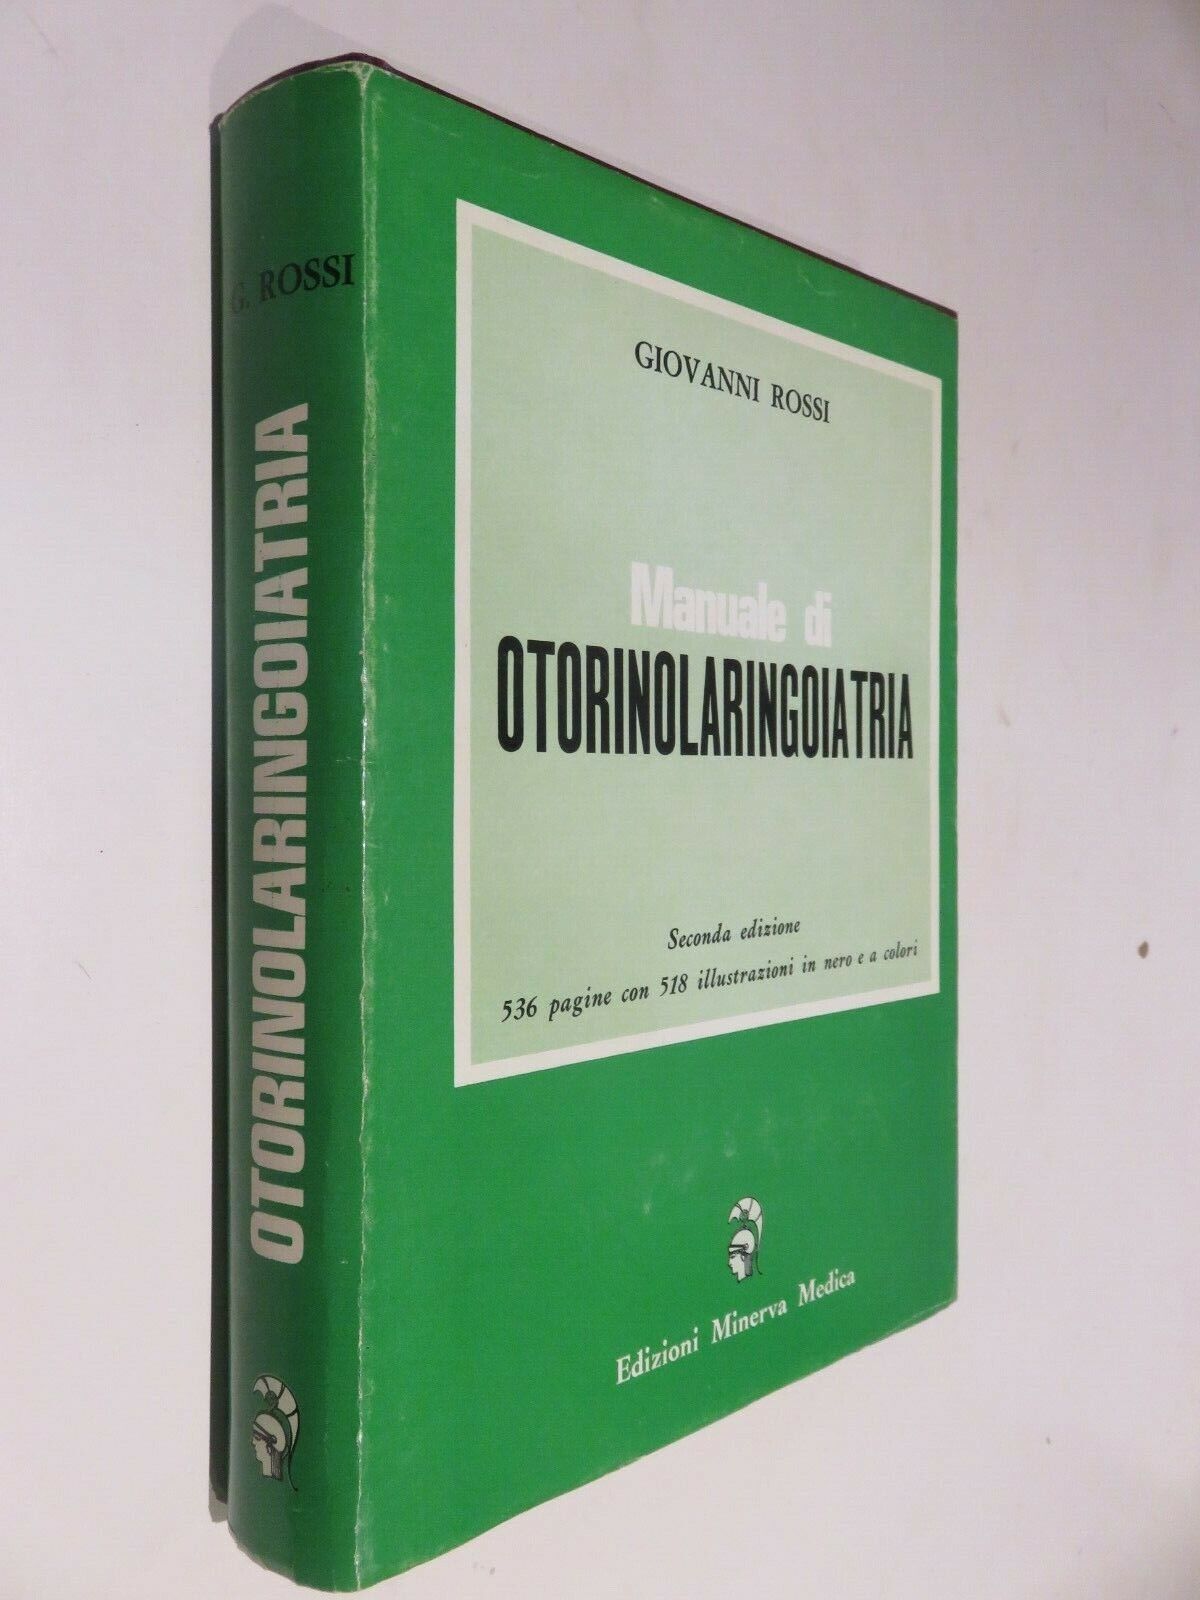 G. ROSSI
OTORINOLARINGOIATRIA
GIOVANNI ROSSI
Manuale di
OTORINOLARINGOIATRIA
Seconda edizione
536 pagine con 518 illustrazioni in nero e a colori
Edizioni Minerva Medica